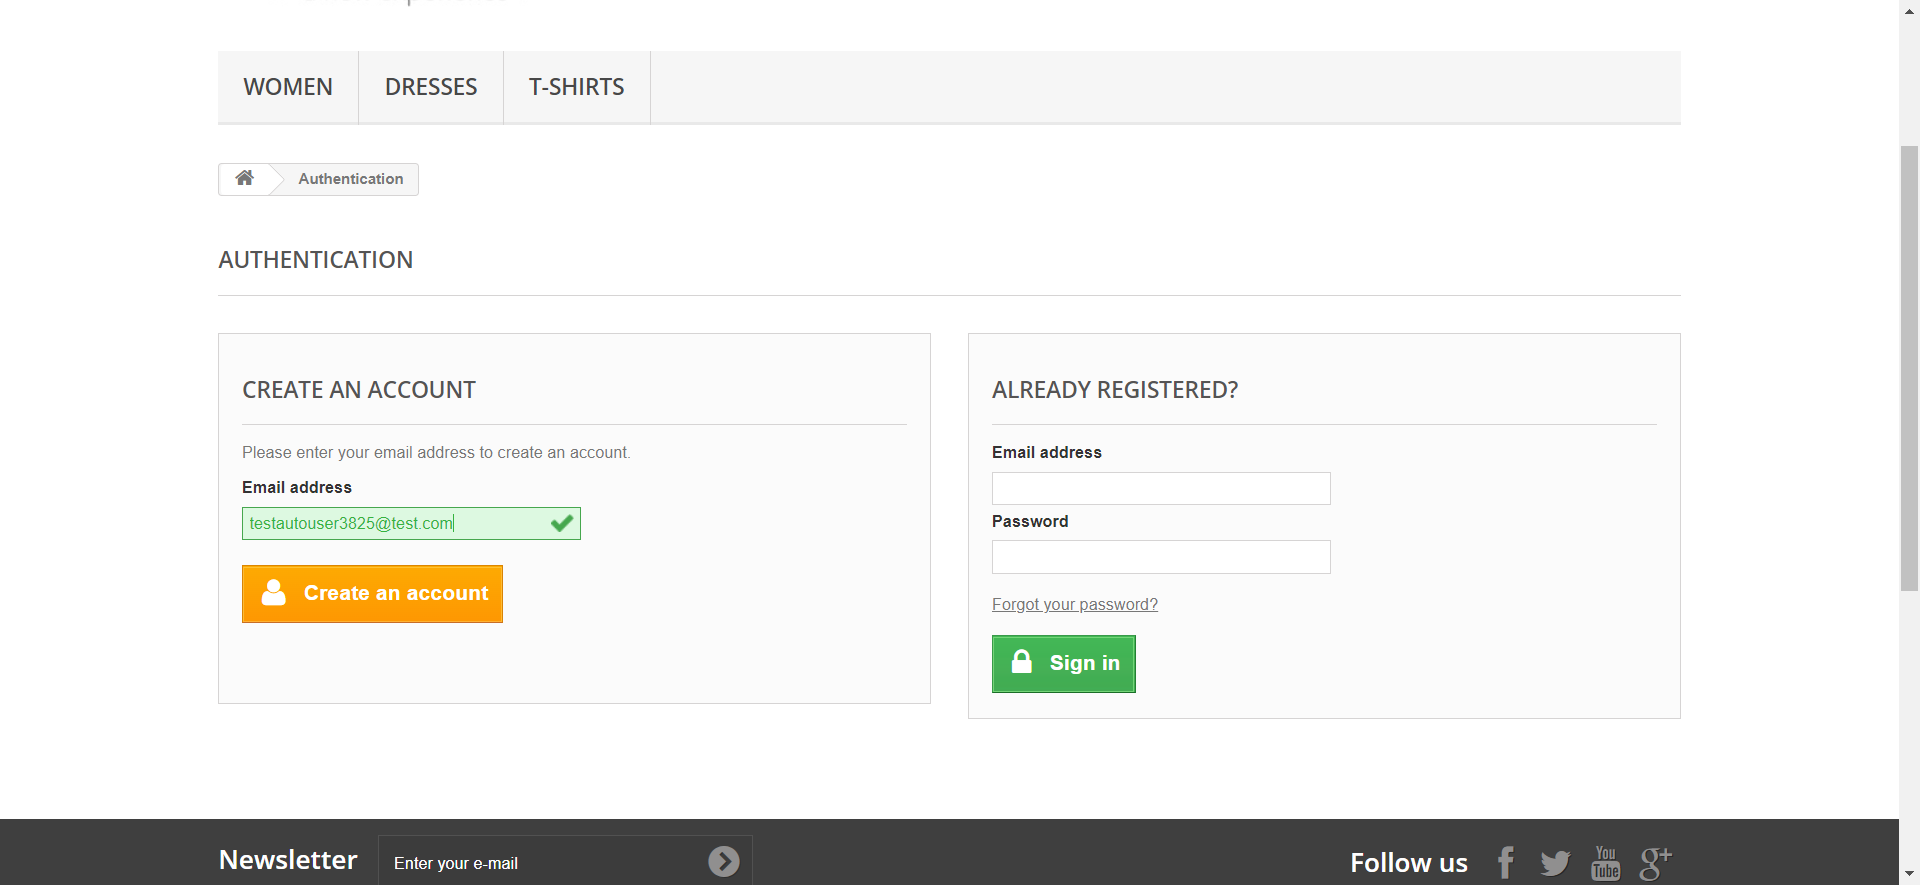 WOMEN
DRESSES
T-SHIRTS
Authentication
AUTHENTICATION
CREATE AN ACCOUNT
Please enter your email address to create an account.
Email address
testautouser3825@test.com
Create an account
ALREADY REGISTERED?
Email address
Password
Forgot your password?
Sign in
Newsletter
Enter your e-mail
Follow us
You
Tube
g+